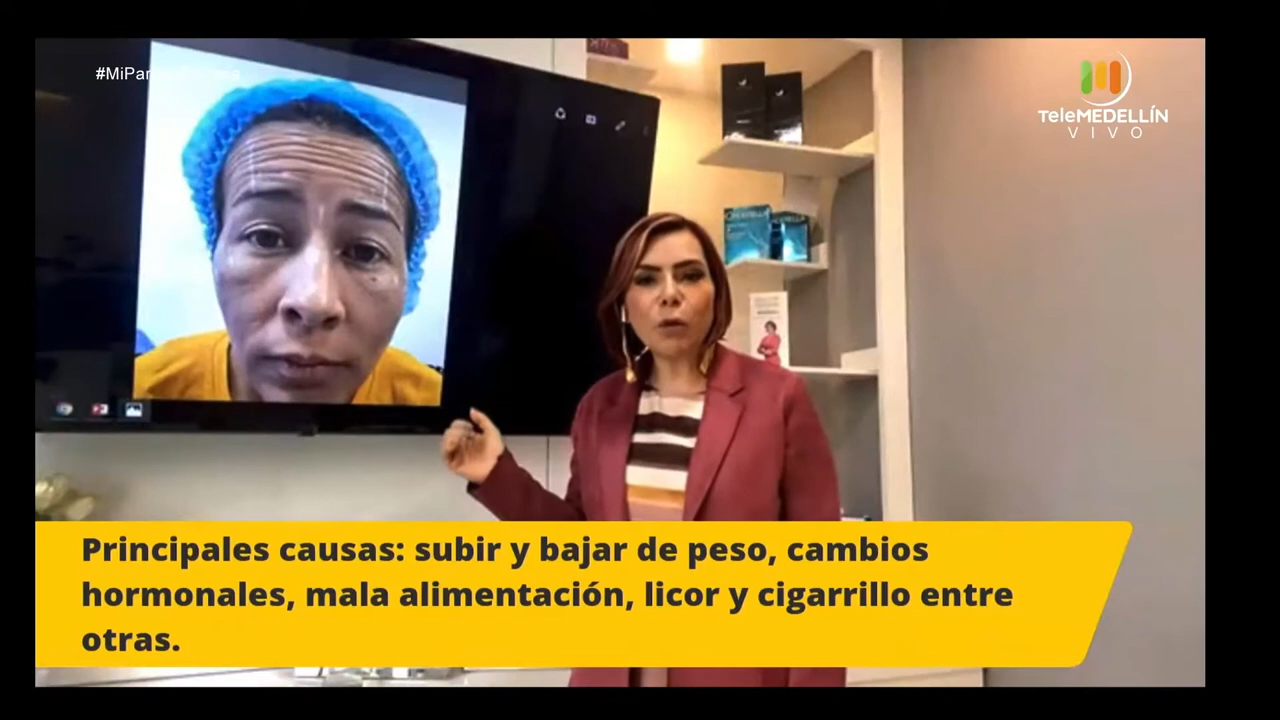 TeleMEDELLÍN
VIVO
Principales causas: subir y bajar de peso, cambios
hormonales, mala alimentación, licor y cigarrillo entre
otras.